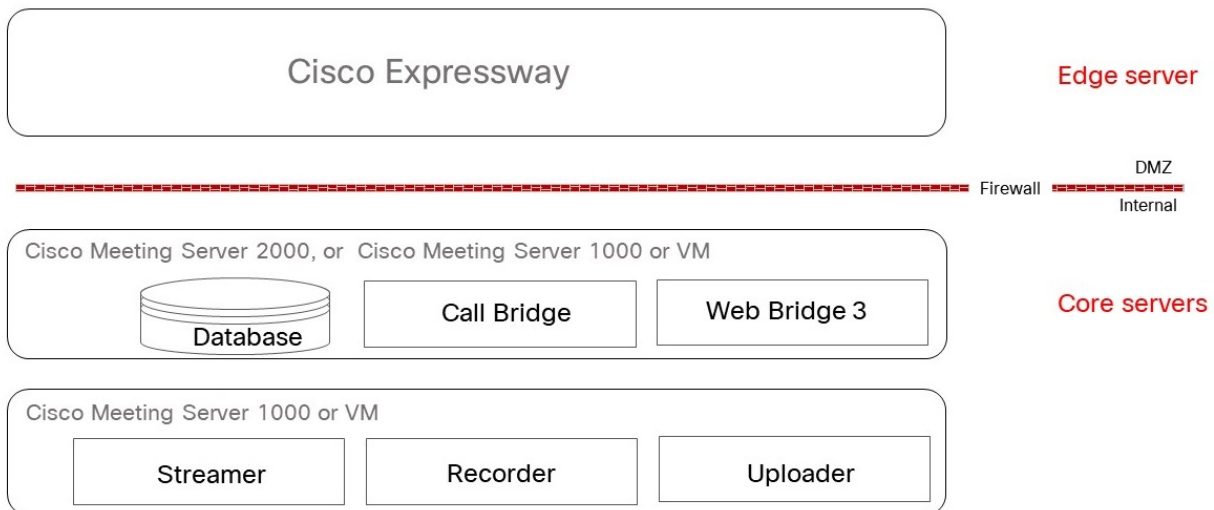 Cisco Expressway
Edge server
DMZ
Firewall
Internal
Cisco Meeting Server 2000, or Cisco Meeting Server 1000 or VM
Database
Call Bridge
Web Bridge 3
Core servers
Cisco Meeting Server 1000 or VM
Streamer
Recorder
Uploader